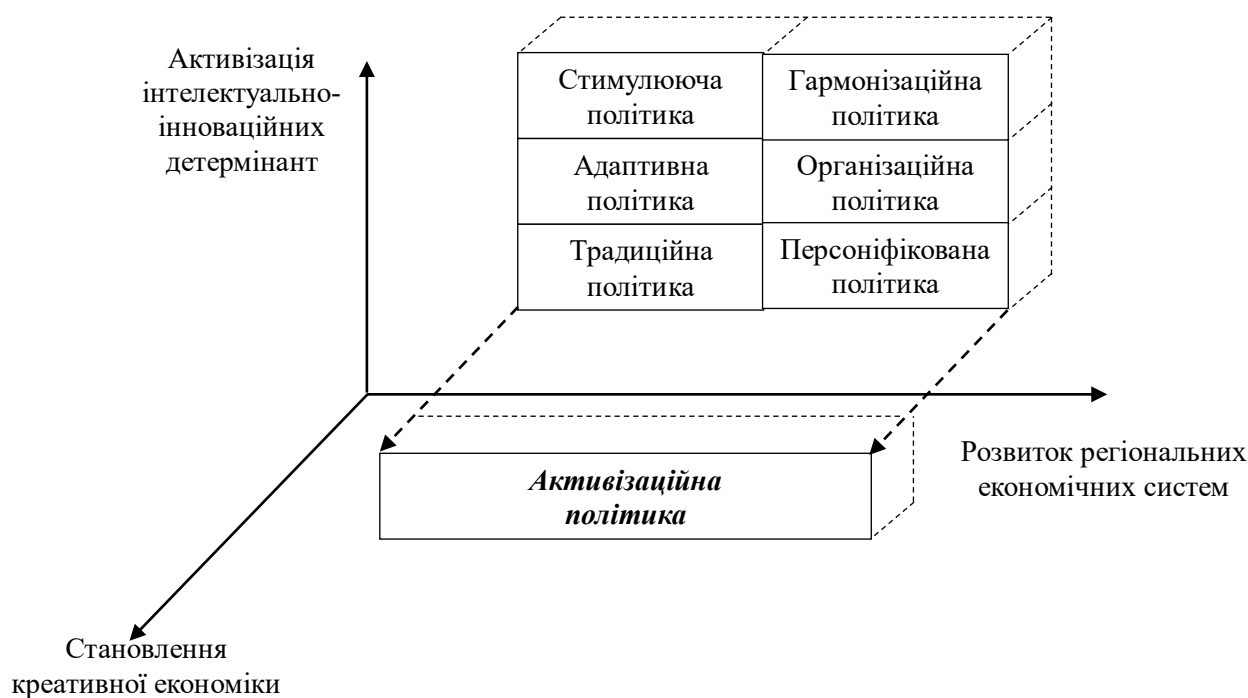 Активізація
інтелектуально-
інноваційних
детермінант
Стимулююча
політика
Гармонізаційна
політика
Адаптивна
політика
Організаційна
політика
Традиційна
політика
Персоніфікована
політика
Активізаційна
політика
Розвиток регіональних
економічних систем
Становлення
креативної економіки